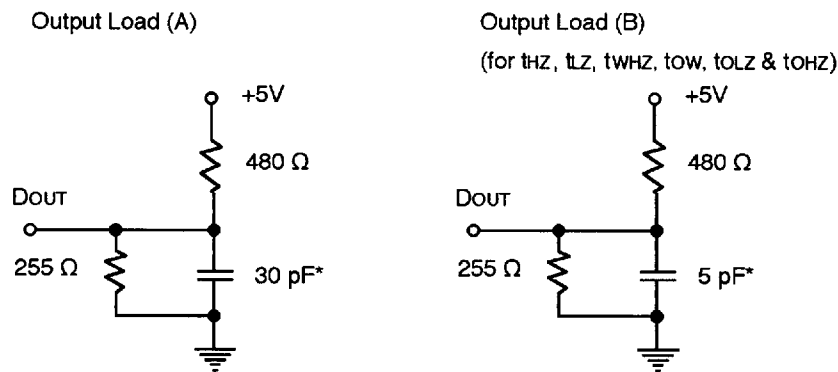 Output Load (A)
+5V
480 Ω
DOUT
255 Ω
30 pF*
Output Load (B)
(for tHZ, tLZ, tWHZ, tOW, tOLZ & tOHZ)
+5V
480 Ω
DOUT
255 Ω
5 pF*